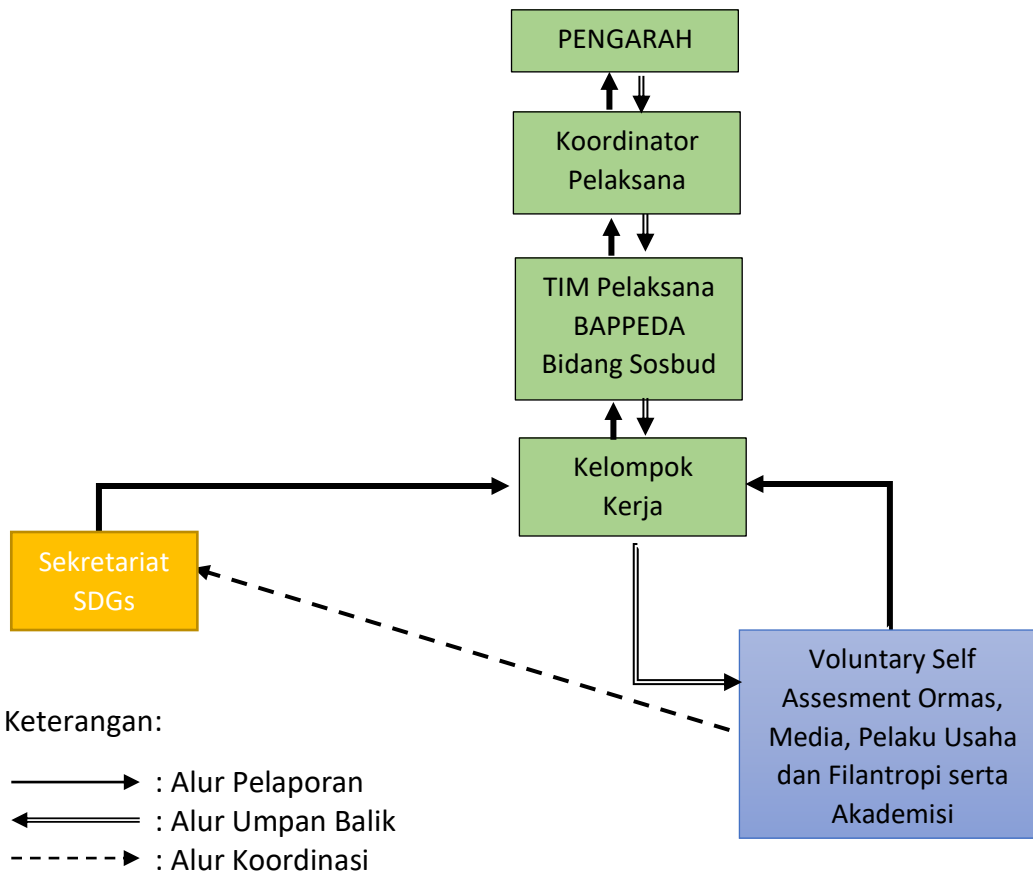 PENGARAH
Koordinator
Pelaksana
TIM Pelaksana
BAPPEDA
Bidang Sosbud
Kelompok
Kerja
Sekretariat
SDGs
Voluntary Self
Assesment Ormas,
Media, Pelaku Usaha
dan Filantropi serta
Akademisi
Keterangan:
: Alur Pelaporan
: Alur Umpan Balik
: Alur Koordinasi